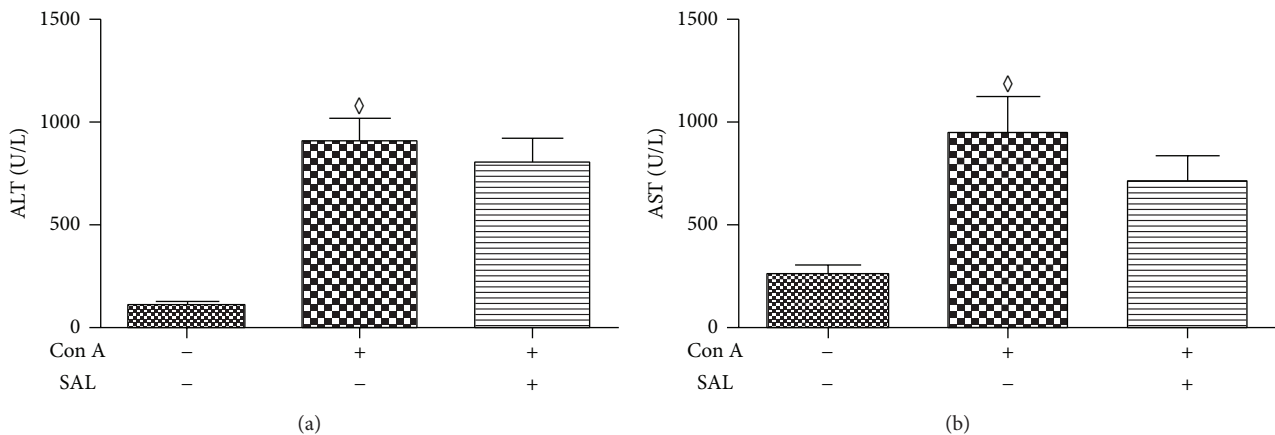 1500
1000
500
0
ALT (U/L)
◊
Con A − + +
SAL − − +
(a)
1500
1000
500
0
AST (U/L)
◊
Con A − + +
SAL − − +
(b)